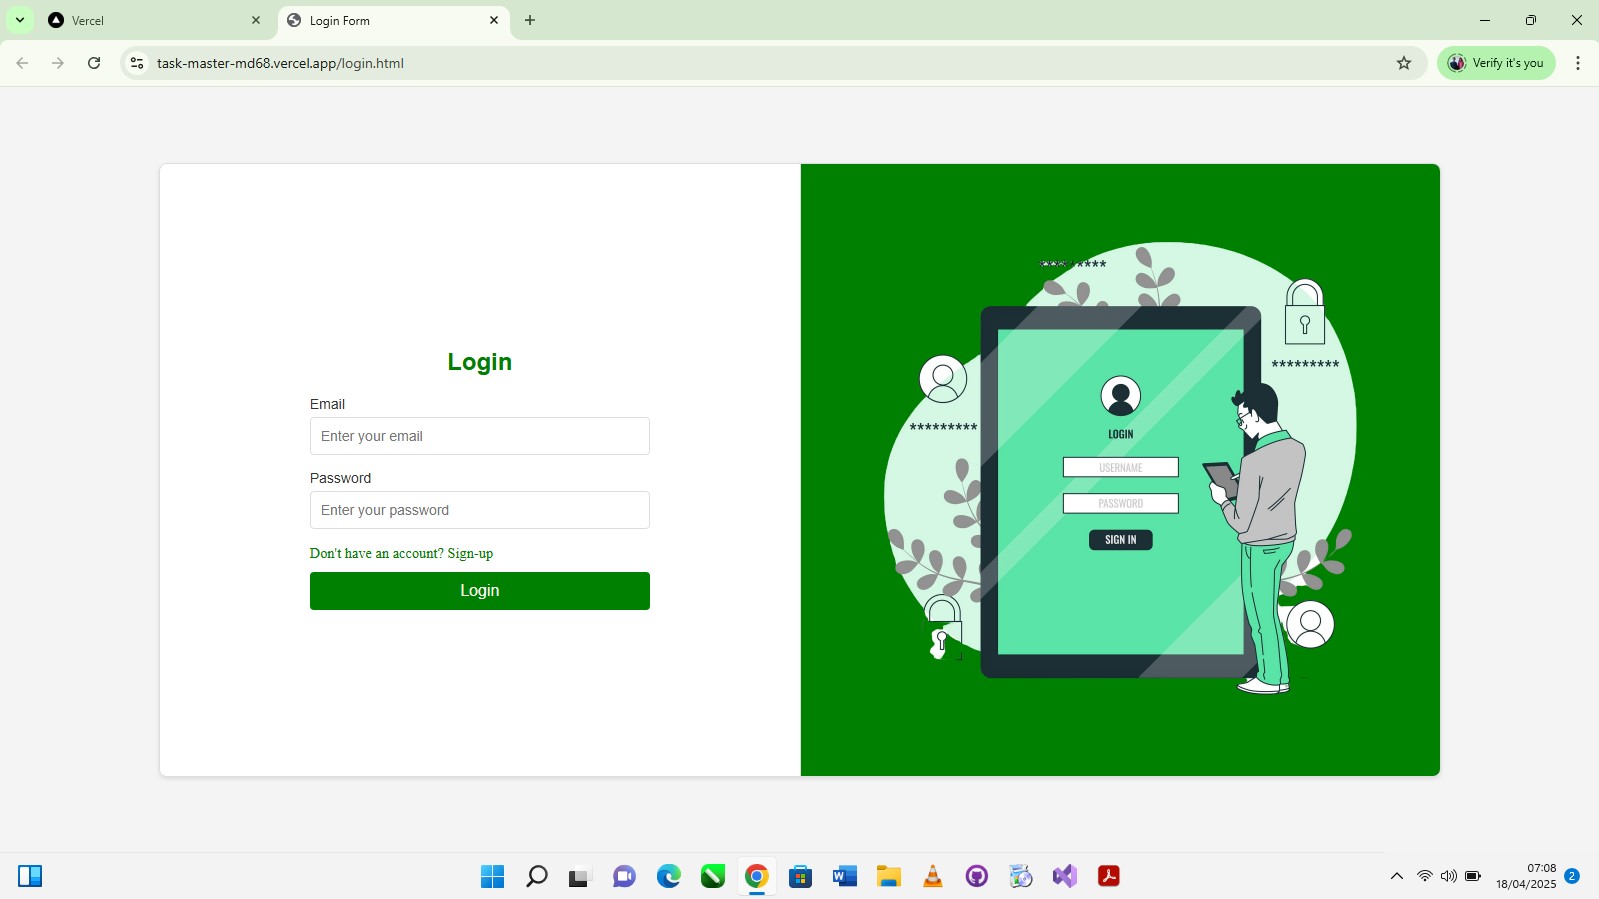 Vercel
Login Form
task-master-md68.vercel.app/login.html
Verify it's you
Login
Email
Enter your email
Password
Enter your password
Don't have an account? Sign-up
Login
*********
*********
*********
LOGIN
USERNAME
PASSWORD
SIGN IN
07:08
18/04/2025
2